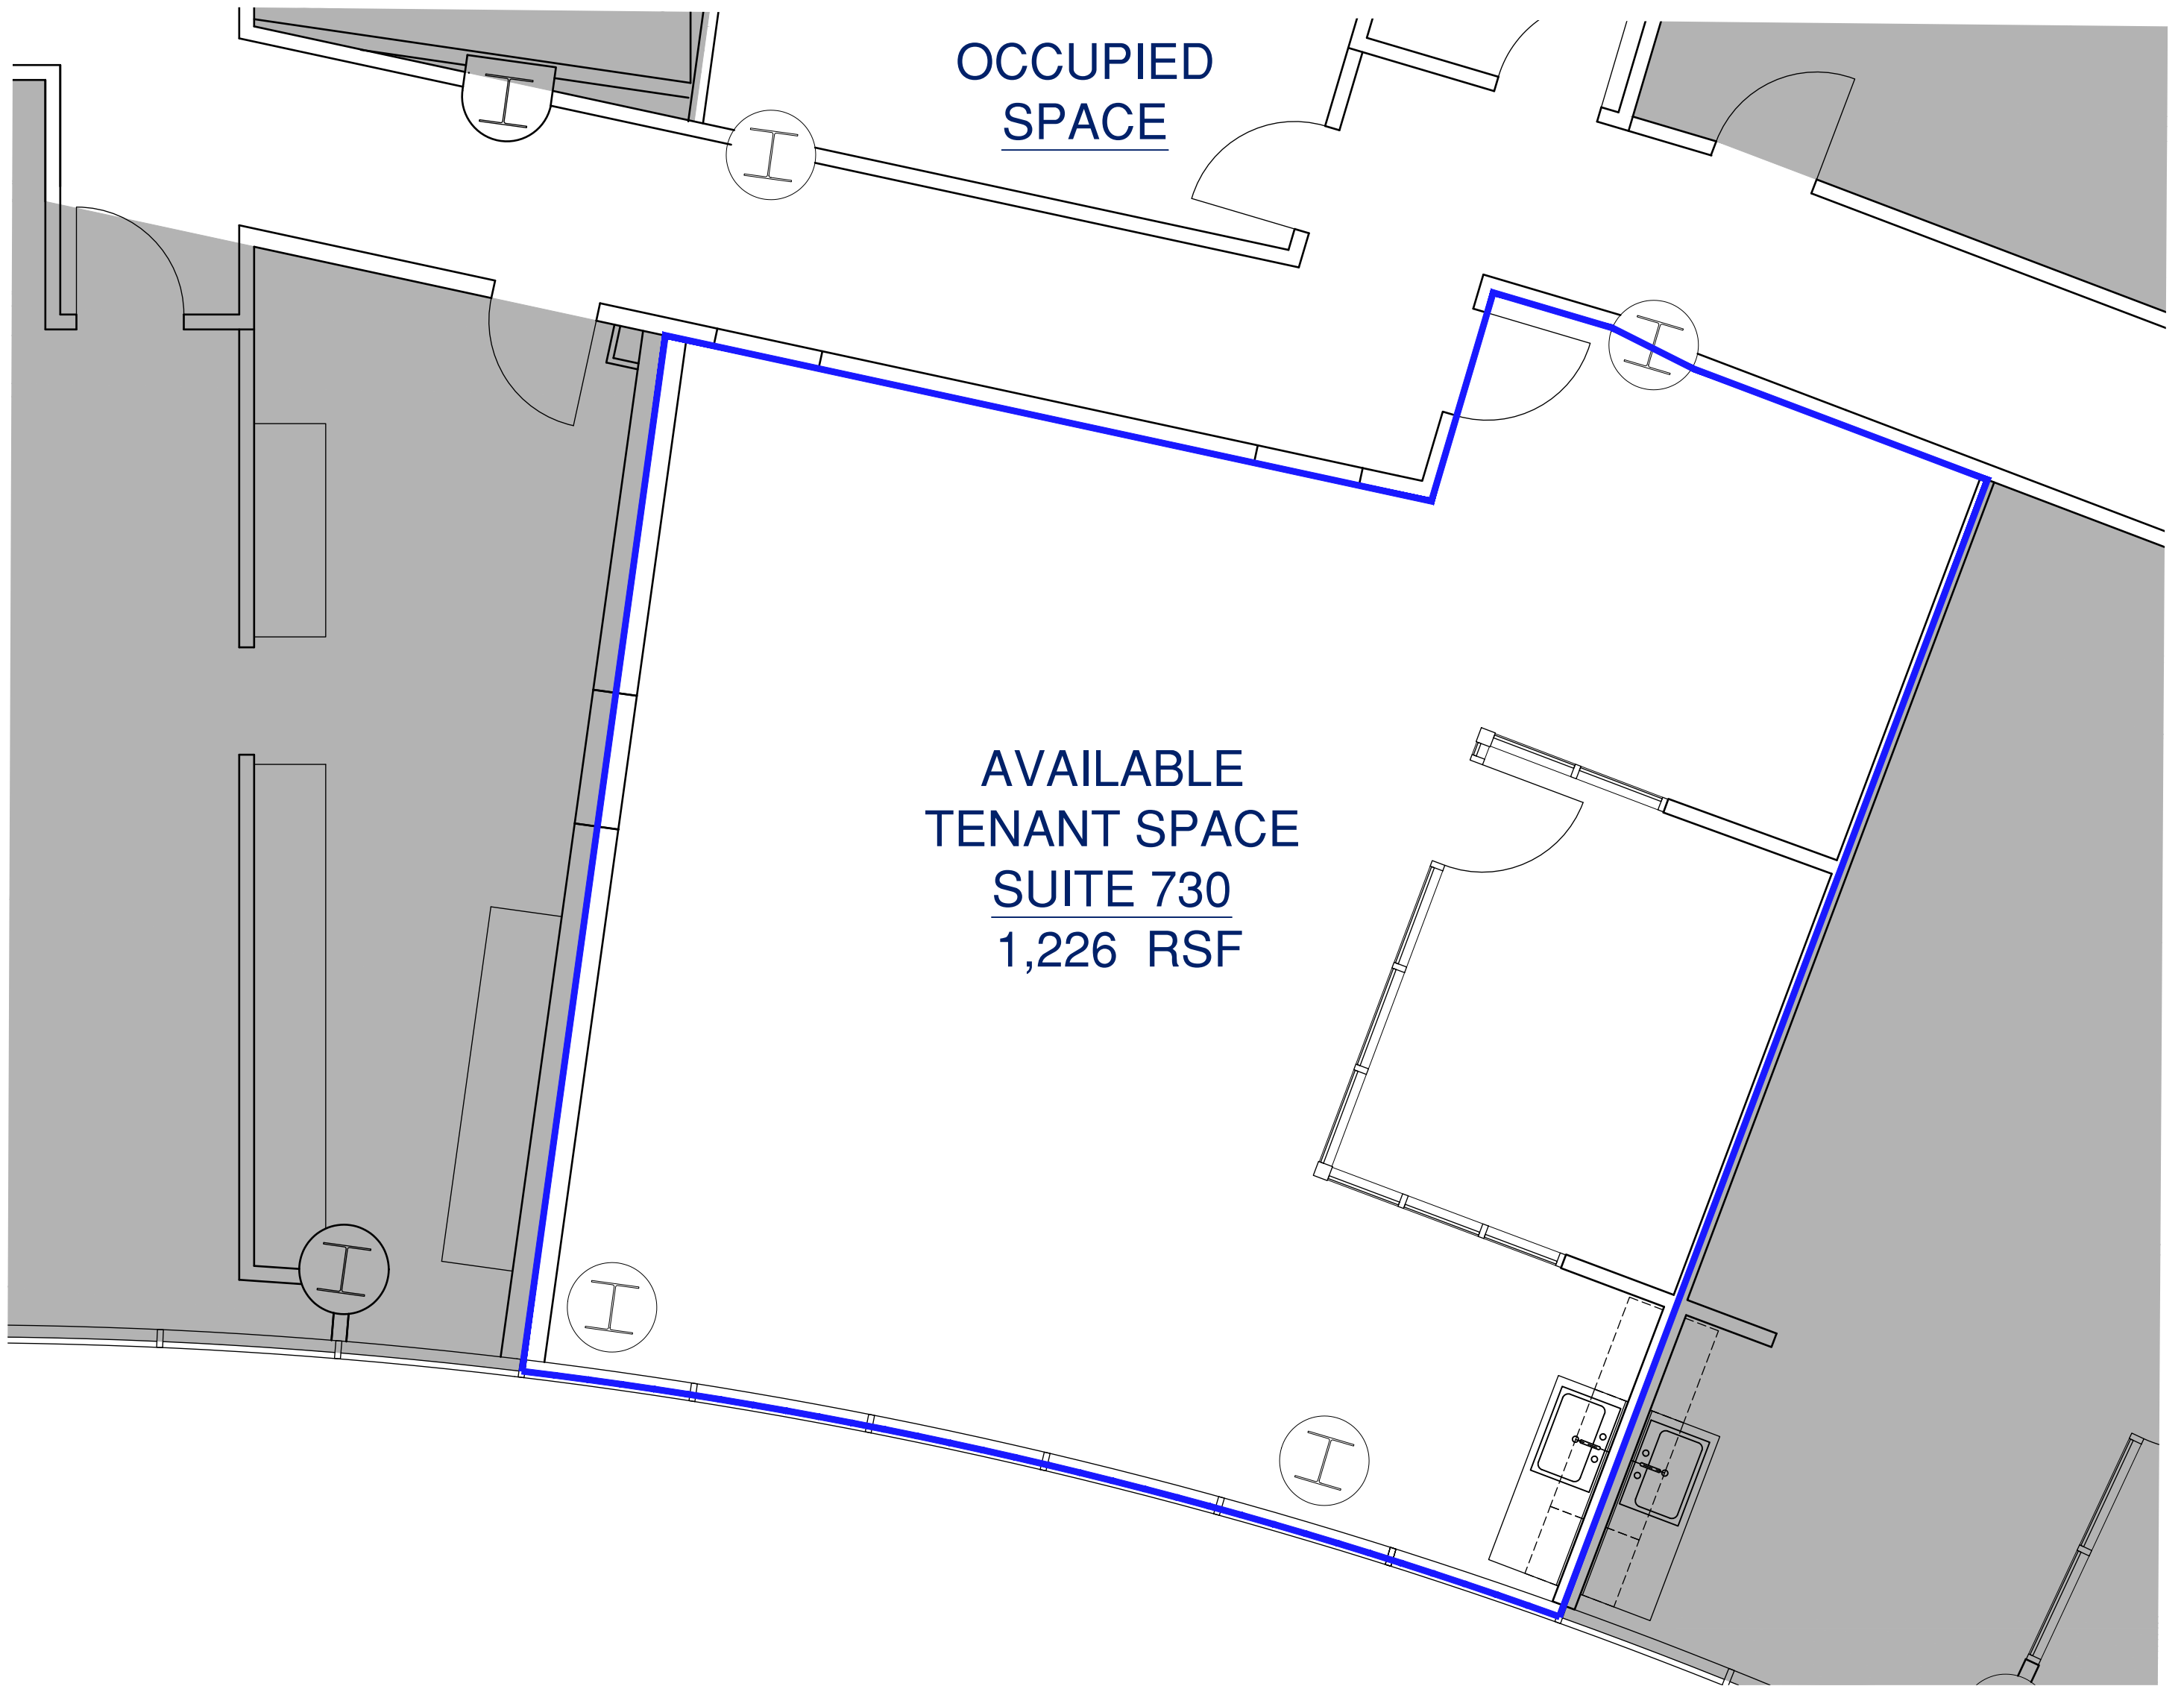 OCCUPIED
SPACE
AVAILABLE
TENANT SPACE
SUITE 730
1,226 RSF